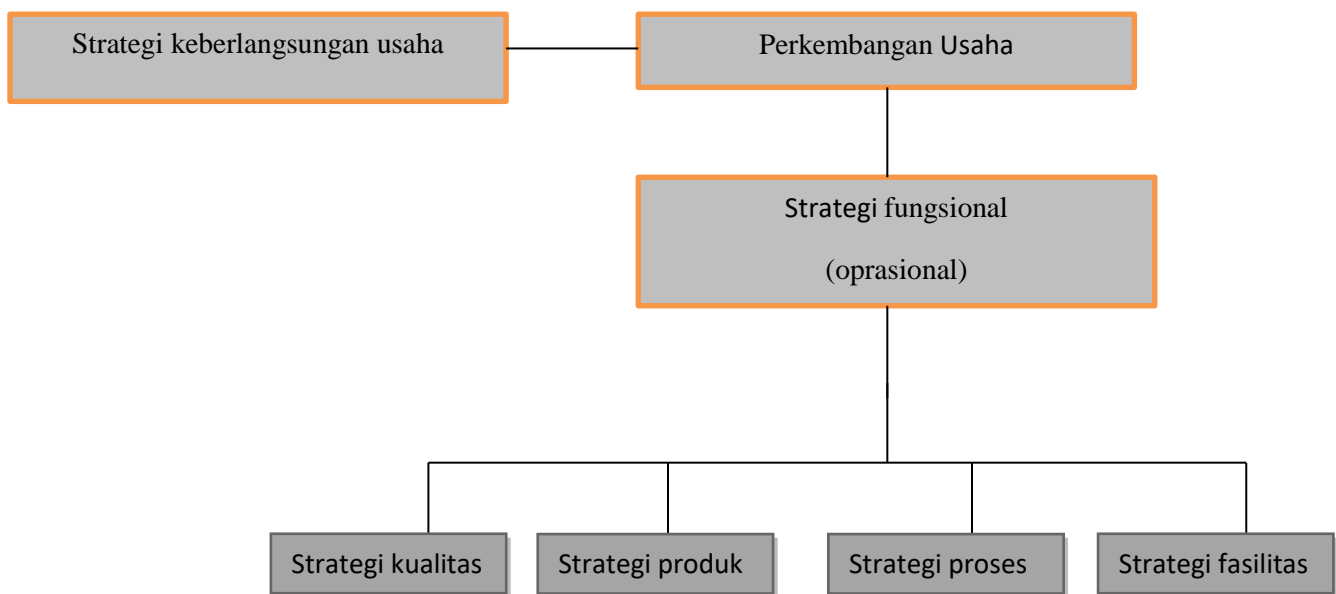 Strategi keberlangsungan usaha
Perkembangan Usaha
Strategi fungsional
(oprasional)
Strategi kualitas
Strategi produk
Strategi proses
Strategi fasilitas